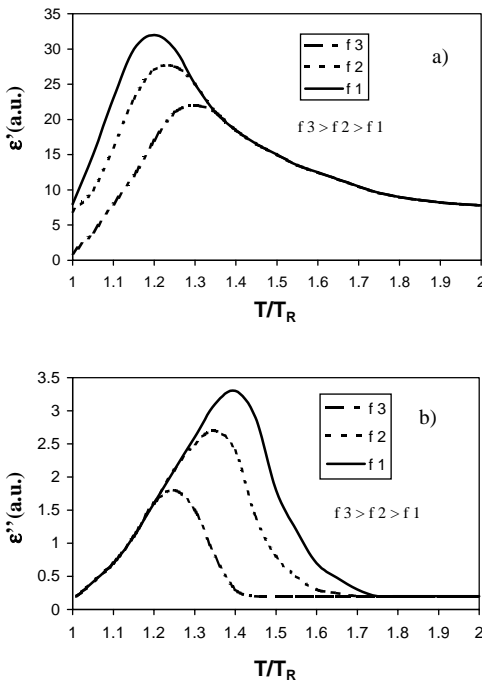 35
30
25
20
15
10
5
0
ε'(a.u.)
f 3
f 2
f 1
a)
f 3 > f 2 > f 1
1 1.1 1.2 1.3 1.4 1.5 1.6 1.7 1.8 1.9 2
T/T_R
3.5
3
2.5
2
1.5
1
0.5
0
ε''(a.u.)
f 3
f 2
f 1
b)
f 3 > f 2 > f 1
1 1.1 1.2 1.3 1.4 1.5 1.6 1.7 1.8 1.9 2
T/T_R